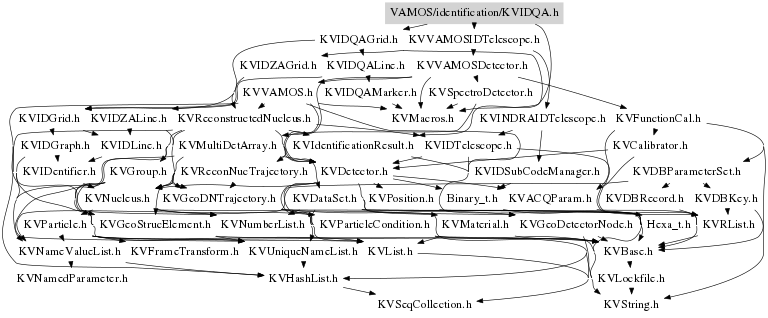 VAMOS/identification/KVIDQA.h
KVIDQAGrid.h KVVAMOSIDTelescope.h
KVIDZAGrid.h KVIDQALine.h KVVAMOSDetector.h
KVVAMOS.h KVIDQAMarker.h KVSpectroDetector.h
KVIDGrid.h KVIDZALine.h KVReconstructedNucleus.h KVMacros.h KVINDRAIDTelescope.h KVFunctionCal.h
KVIDGraph.h KVIDLine.h KVMultiDetArray.h KVIdentificationResult.h KVIDTelescope.h KVCalibrator.h
KVIDentifier.h KVGroup.h KVReconNucTrajectory.h KVDetector.h KVIDSubCodeManager.h KVDBParameterSet.h
KVNucleus.h KVGeoDNTrajectory.h KVDataSet.h KVPosition.h Binary_t.h KVACQParam.h KVDBRecord.h KVDBKey.h
KVParticle.h KVGeoStrucElement.h KVNumberList.h KVParticleCondition.h KVMaterial.h KVGeoDetectorNode.h Hexa_t.h KVRList.h
KVNameValueList.h KVFrameTransform.h KVUniqueNameList.h KVList.h KVBase.h
KVNamedParameter.h KVHashList.h KVLockfile.h
KVSeqCollection.h KVString.h